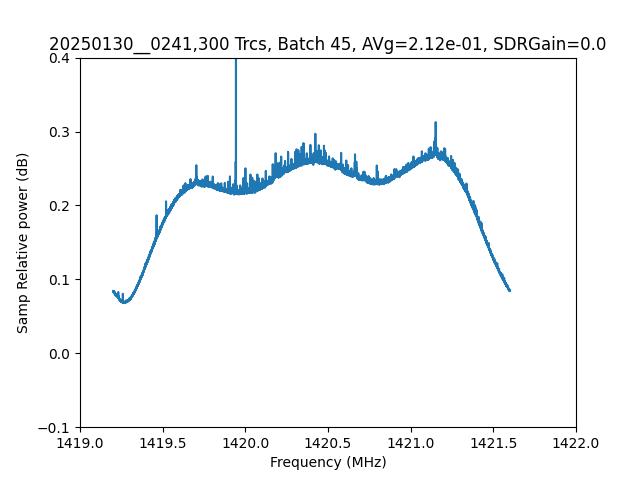 20250130__0241,300 Trcs, Batch 45, AVg=2.12e-01, SDRGain=0.0
0.4
0.3
0.2
0.1
0.0
−0.1
Samp Relative power (dB)
1419.0 1419.5 1420.0 1420.5 1421.0 1421.5 1422.0
Frequency (MHz)